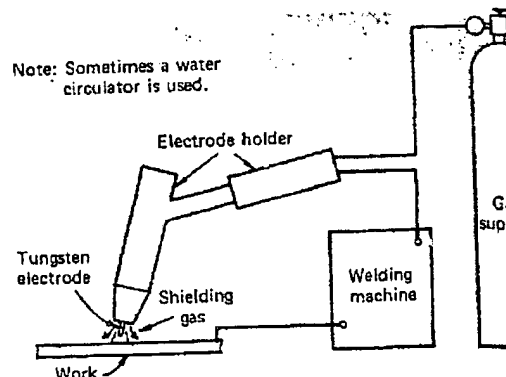 Note: Sometimes a water
circulator is used.
Electrode holder
Tungsten
electrode
Shielding
gas
Welding
machine
Work